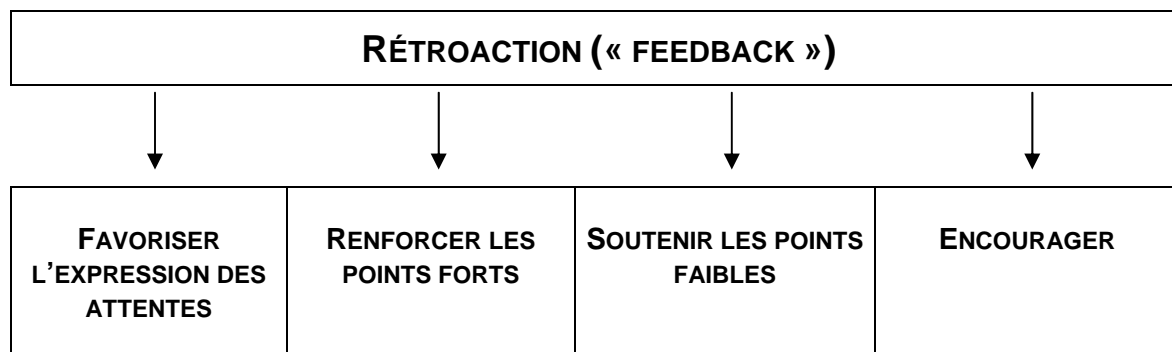 RÉTROACTION (« FEEDBACK »)
FAVORISER
L’EXPRESSION DES
ATTENTES
RENFORCER LES
POINTS FORTS
SOUTENIR LES POINTS
FAIBLES
ENCOURAGER